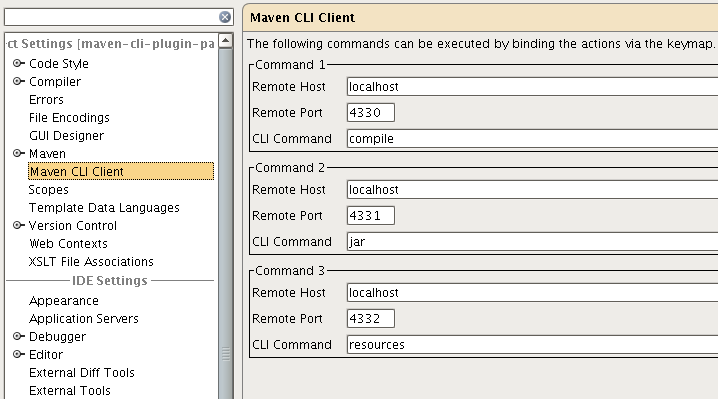 ct Settings [maven-cli-plugin-pa
Code Style
Compiler
Errors
File Encodings
GUI Designer
Maven
Maven CLI Client
Scopes
Template Data Languages
Version Control
Web Contexts
XSLT File Associations
IDE Settings
Appearance
Application Servers
Debugger
Editor
External Diff Tools
External Tools
Maven CLI Client
The following commands can be executed by binding the actions via the keymap.
Command 1
Remote Host localhost
Remote Port 4330
CLI Command compile
Command 2
Remote Host localhost
Remote Port 4331
CLI Command jar
Command 3
Remote Host localhost
Remote Port 4332
CLI Command resources